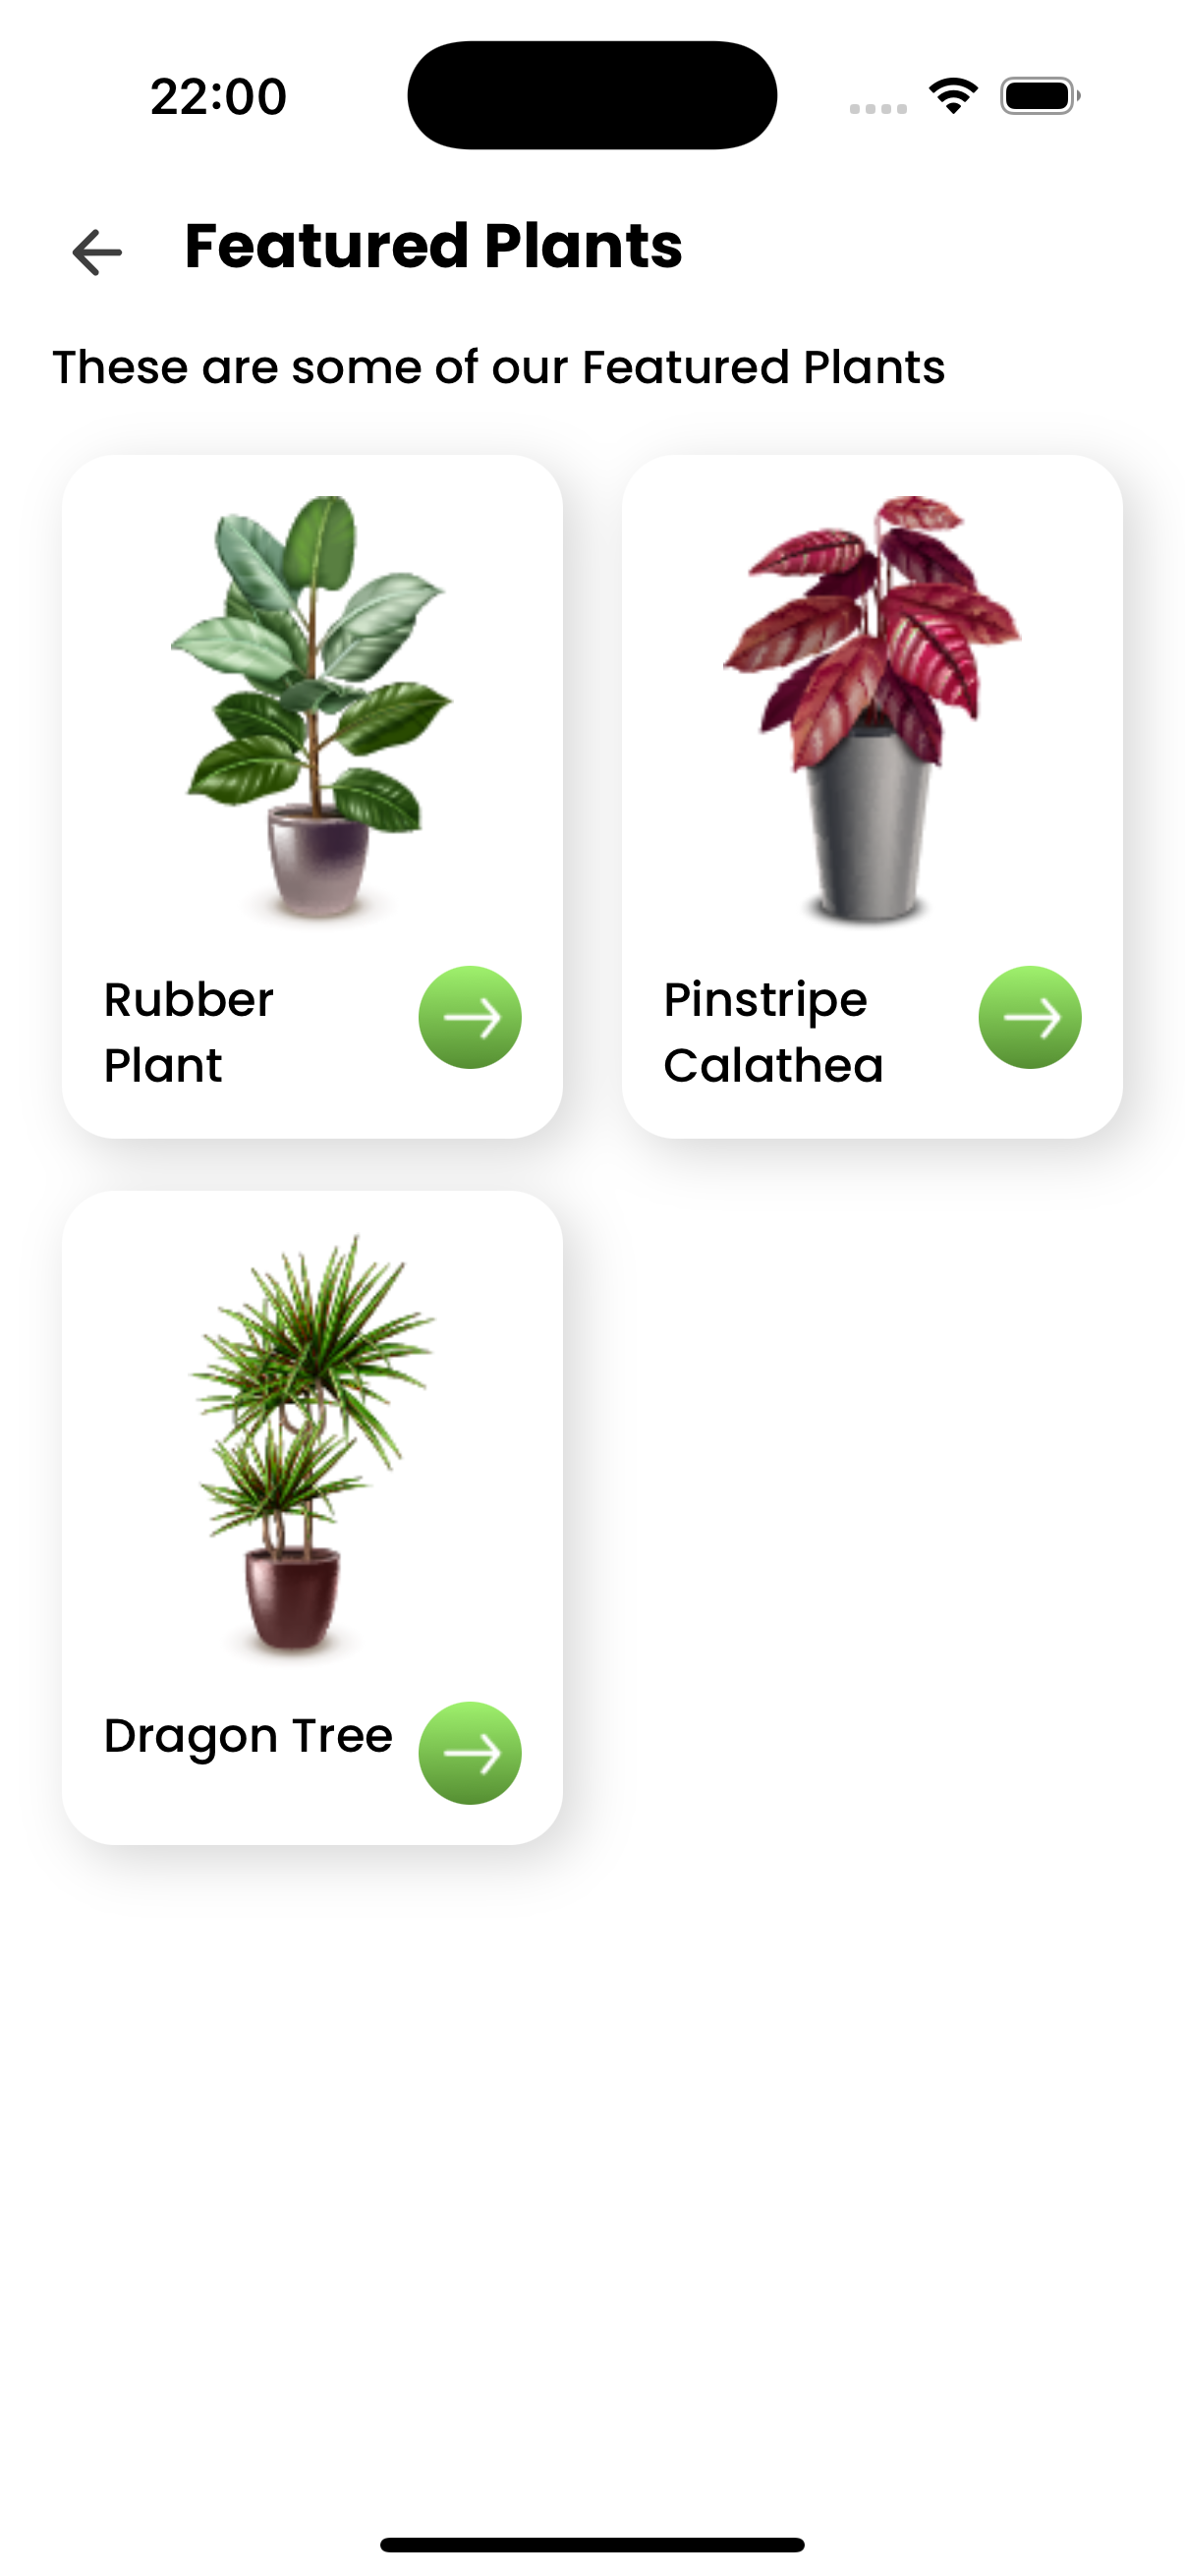 22:00
Featured Plants
These are some of our Featured Plants
Rubber
Plant
Pinstripe
Calathea
Dragon Tree